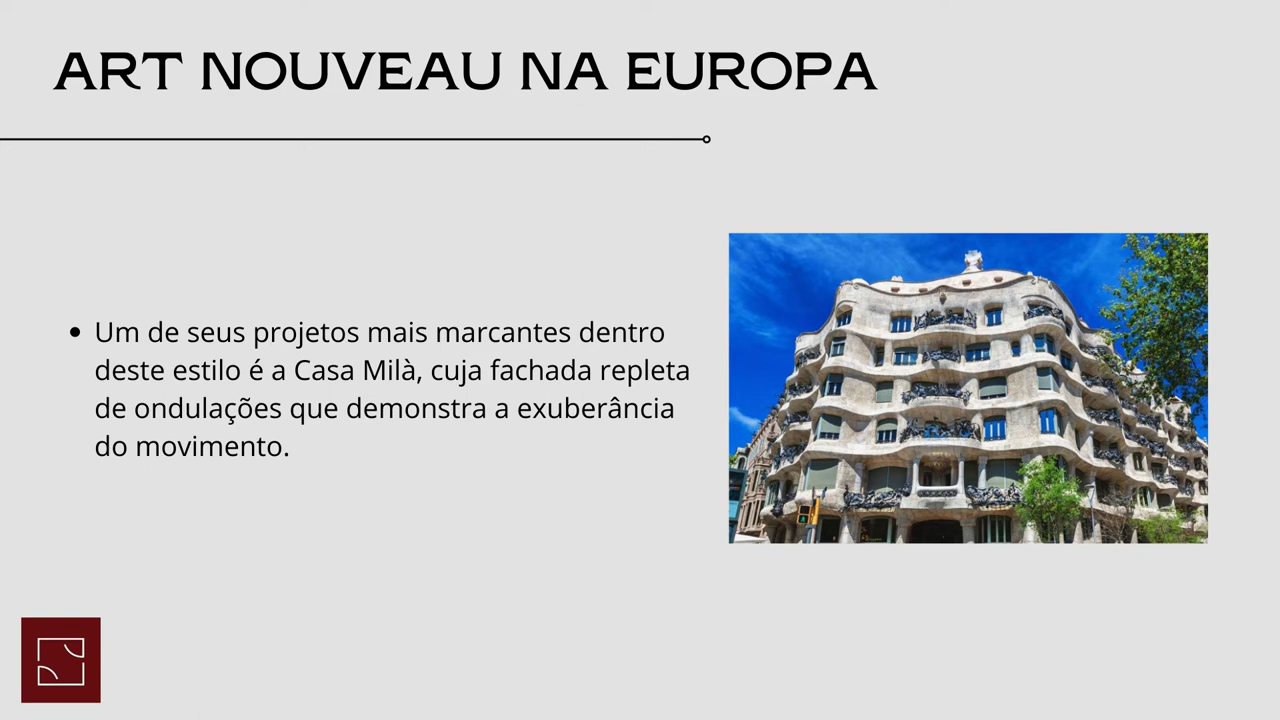 ART NOUVEAU NA EUROPA
Um de seus projetos mais marcantes dentro
deste estilo é a Casa Milà, cuja fachada repleta
de ondulações que demonstra a exuberância
do movimento.